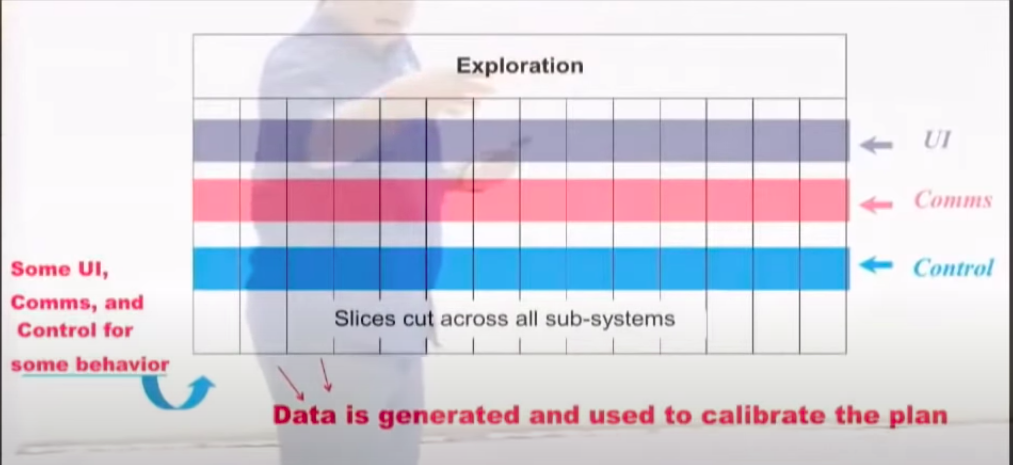 Exploration
UI
Comms
Control
Some UI,
Comms, and
Control for
some behavior
Slices cut across all sub-systems
Data is generated and used to calibrate the plan